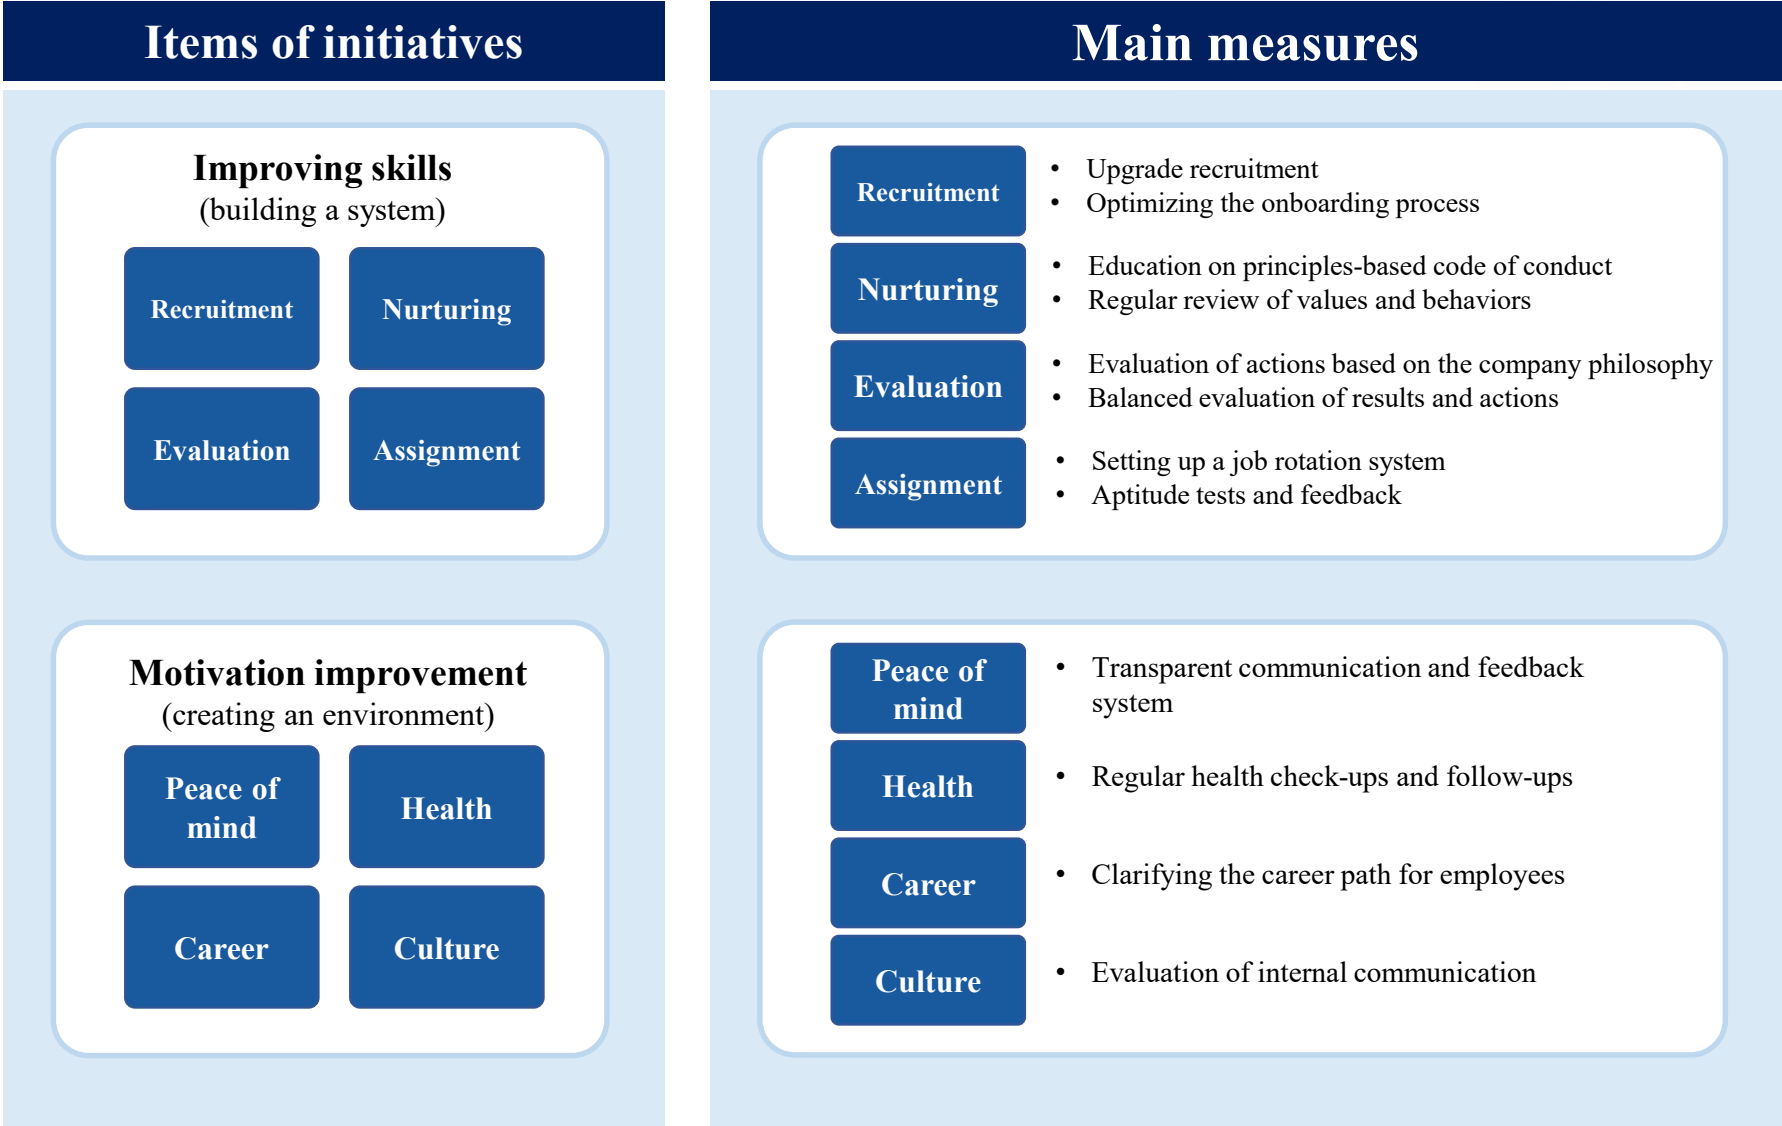 Items of initiatives
Improving skills
(building a system)
Recruitment
Nurturing
Evaluation
Assignment
Motivation improvement
(creating an environment)
Peace of
mind
Health
Career
Culture
Main measures
Recruitment
• Upgrade recruitment
• Optimizing the onboarding process
Nurturing
• Education on principles-based code of conduct
• Regular review of values and behaviors
Evaluation
• Evaluation of actions based on the company philosophy
• Balanced evaluation of results and actions
Assignment
• Setting up a job rotation system
• Aptitude tests and feedback
Peace of
mind
• Transparent communication and feedback
system
Health
• Regular health check-ups and follow-ups
Career
• Clarifying the career path for employees
Culture
• Evaluation of internal communication